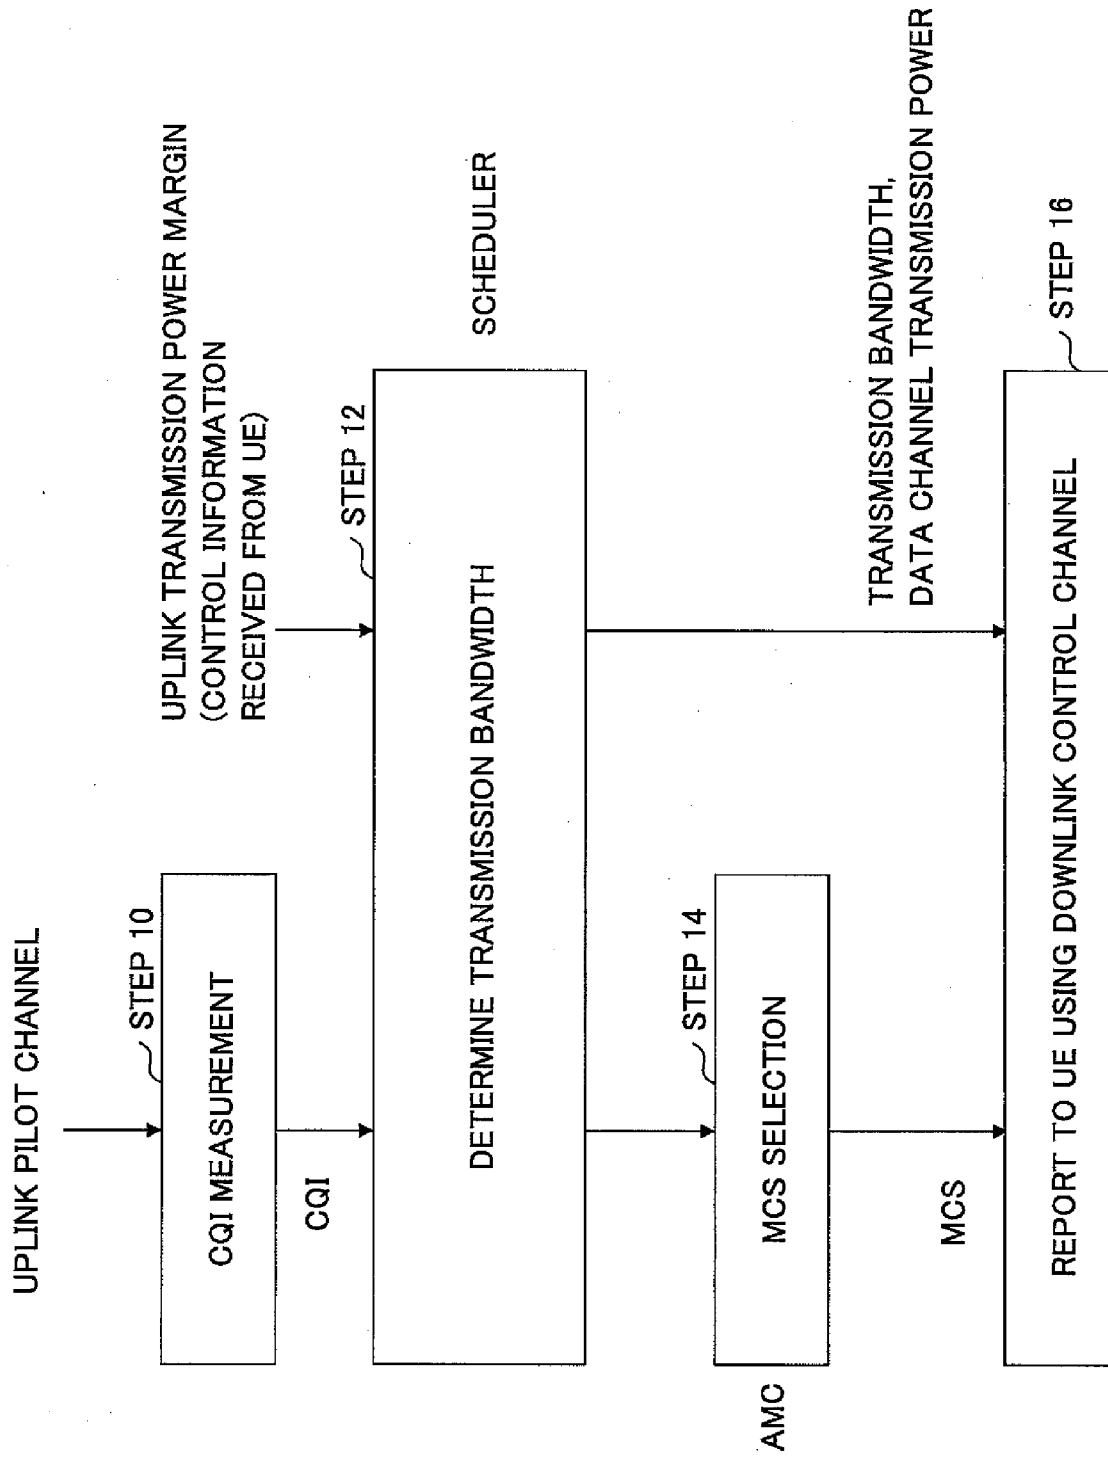 UPLINK PILOT CHANNEL
STEP 10
CQI MEASUREMENT
CQI
UPLINK TRANSMISSION POWER MARGIN
(CONTROL INFORMATION
RECEIVED FROM UE)
STEP 12
DETERMINE TRANSMISSION BANDWIDTH
SCHEDULER
STEP 14
MCS SELECTION
AMC
MCS
TRANSMISSION BANDWIDTH,
DATA CHANNEL TRANSMISSION POWER
STEP 16
REPORT TO UE USING DOWNLINK CONTROL CHANNEL